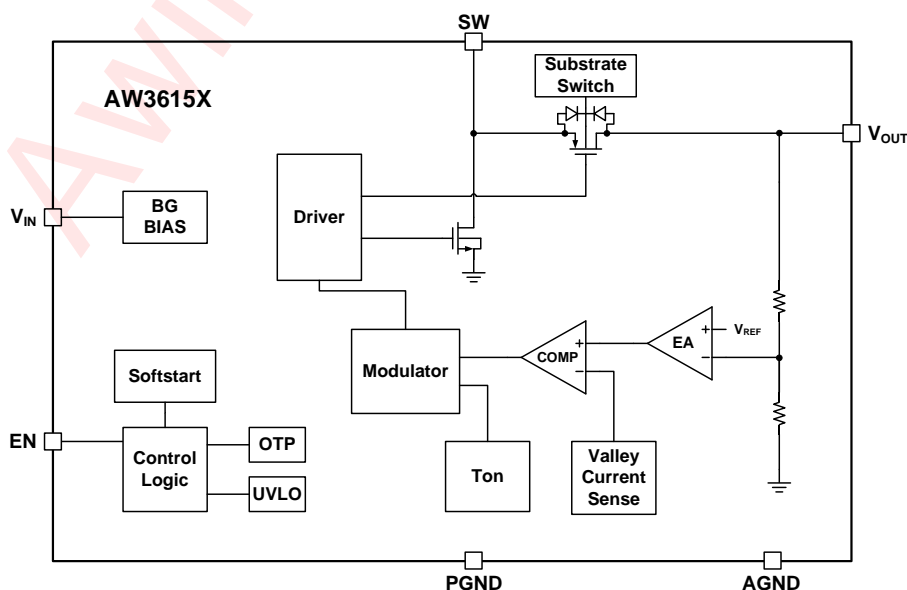 SW
Substrate
Switch
AW3615X
VOUT
Driver
VIN
BG
BIAS
VREF
EA
COMP
Modulator
Softstart
EN
Control
Logic
OTP
UVLO
Ton
Valley
Current
Sense
PGND
AGND